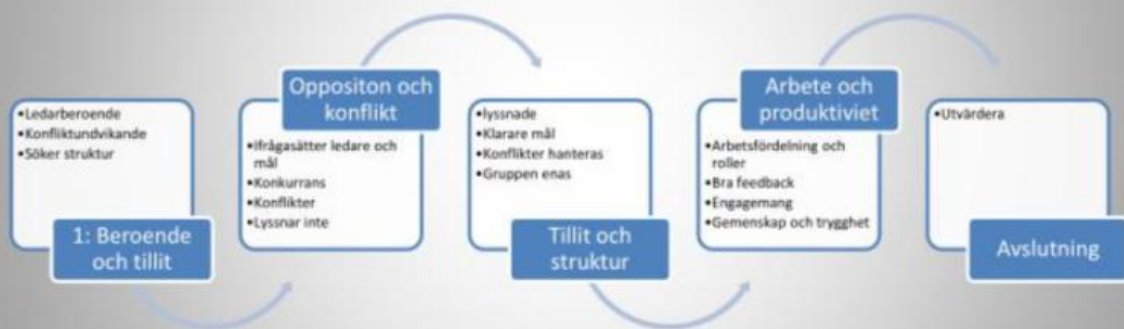 •Ledarberoende
•Konfliktundvikande
•Söker struktur
1: Beroende
och tillit
Oppositon och
konflikt
•Ifrågasätter ledare och
mål
•Konkurrans
•Konflikter
•Lyssnar inte
•lyssnade
•Klarare mål
•Konflikter hanteras
•Gruppen enas
Tillit och
struktur
Arbete och
produktiviet
•Arbetsfördelning och
roller
•Bra feedback
•Engagemang
•Gemenskap och trygghet
•Utvärdera
Avslutning